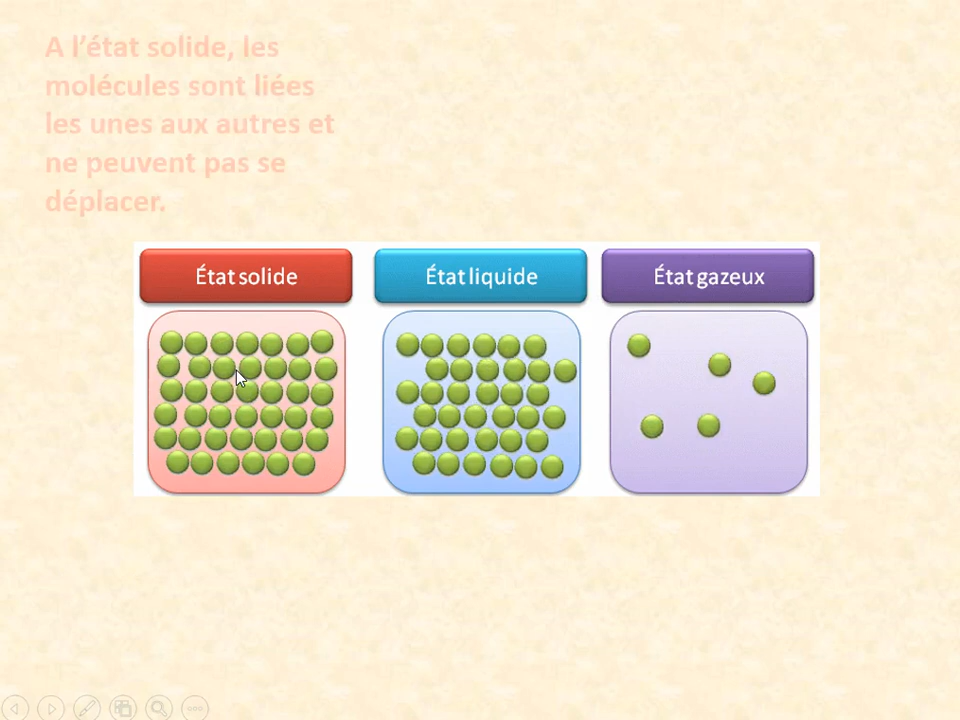 A l'état solide, les
molécules sont liées
les unes aux autres et
ne peuvent pas se
déplacer.
État solide
État liquide
État gazeux